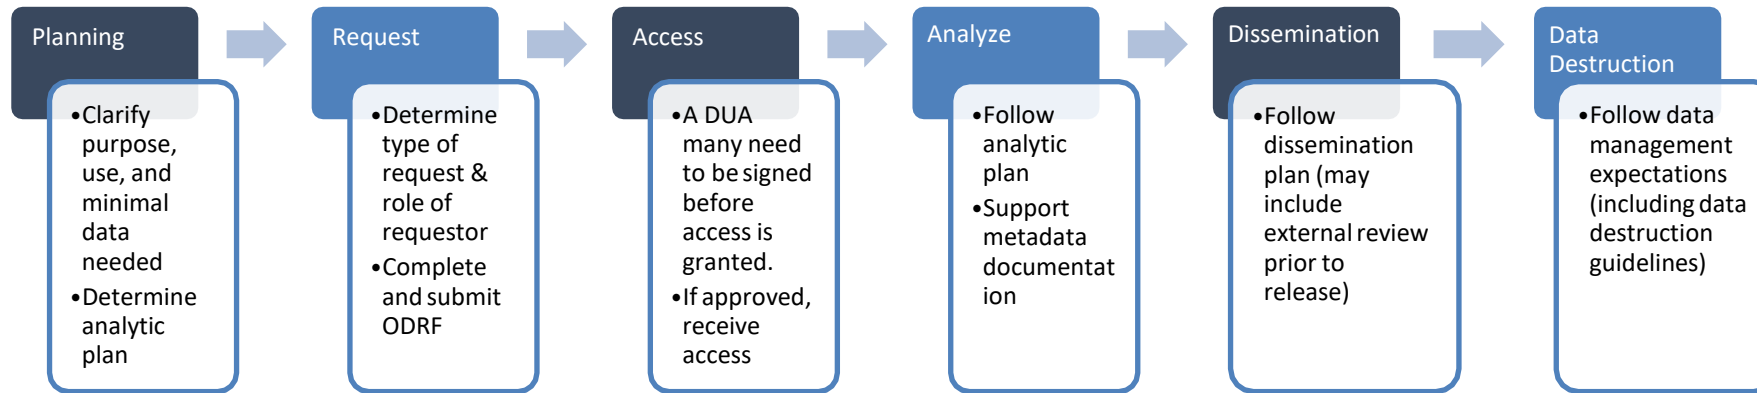 Planning
•Clarify
purpose,
use, and
minimal
data
needed
•Determine
analytic
plan
Request
•Determine
type of
request &
role of
requestor
•Complete
and submit
ODRF
Access
•A DUA
many need
to be signed
before
access is
granted.
•If approved,
receive
access
Analyze
•Follow
analytic
plan
•Support
metadata
documentat
ion
Dissemination
•Follow
dissemination
plan (may
include
external review
prior to
release)
Data
Destruction
•Follow data
management
expectations
(including data
destruction
guidelines)